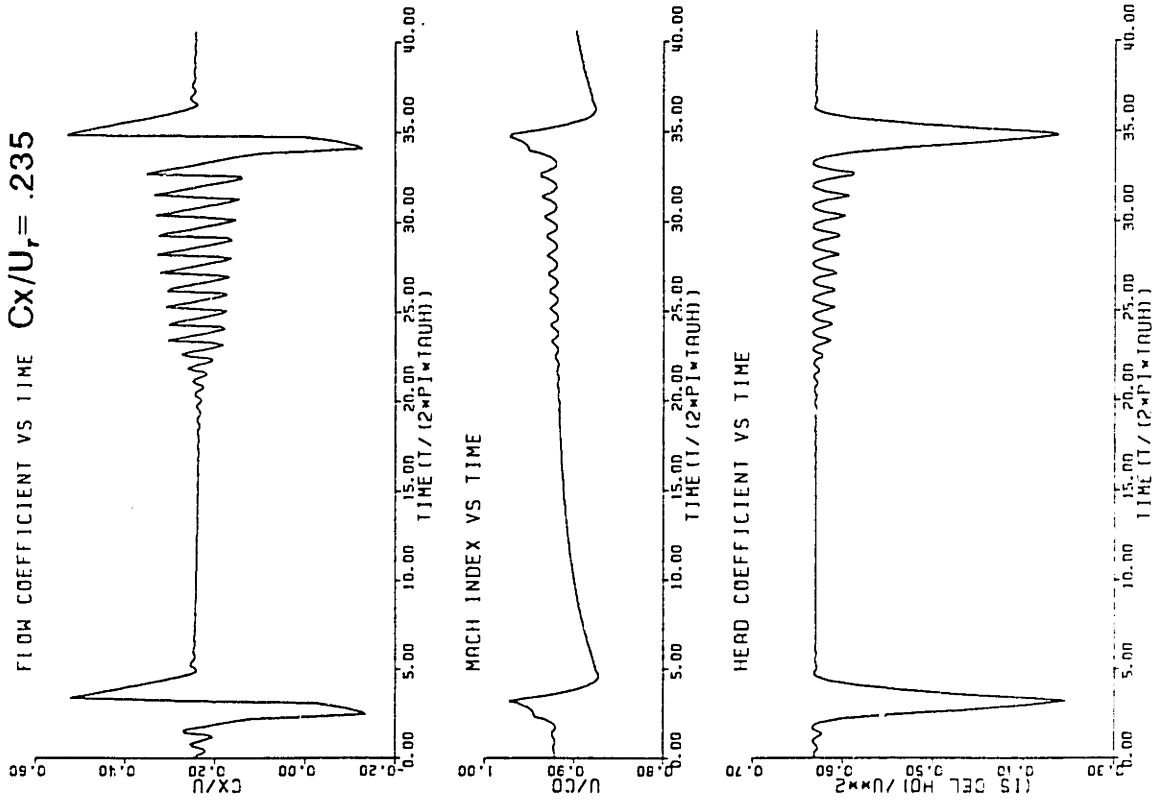 FLOW COEFFICIENT VS TIME Cx/Uᵣ= .235
0.60
0.40
0.20
0.00
-0.20
CX/U
0.00 5.00 10.00 15.00 20.00 25.00 30.00 35.00 40.00
TIME(T/(2*PI*TAUH))
MACH INDEX VS TIME
1.00
0.90
0.80
U/CO
0.00 5.00 10.00 15.00 20.00 25.00 30.00 35.00 40.00
TIME(T/(2*PI*TAUH))
HEAD COEFFICIENT VS TIME
0.70
0.60
0.50
0.40
0.30
(IS DEL HO)/U**2
0.00 5.00 10.00 15.00 20.00 25.00 30.00 35.00 40.00
TIME(T/(2*PI*TAUH))